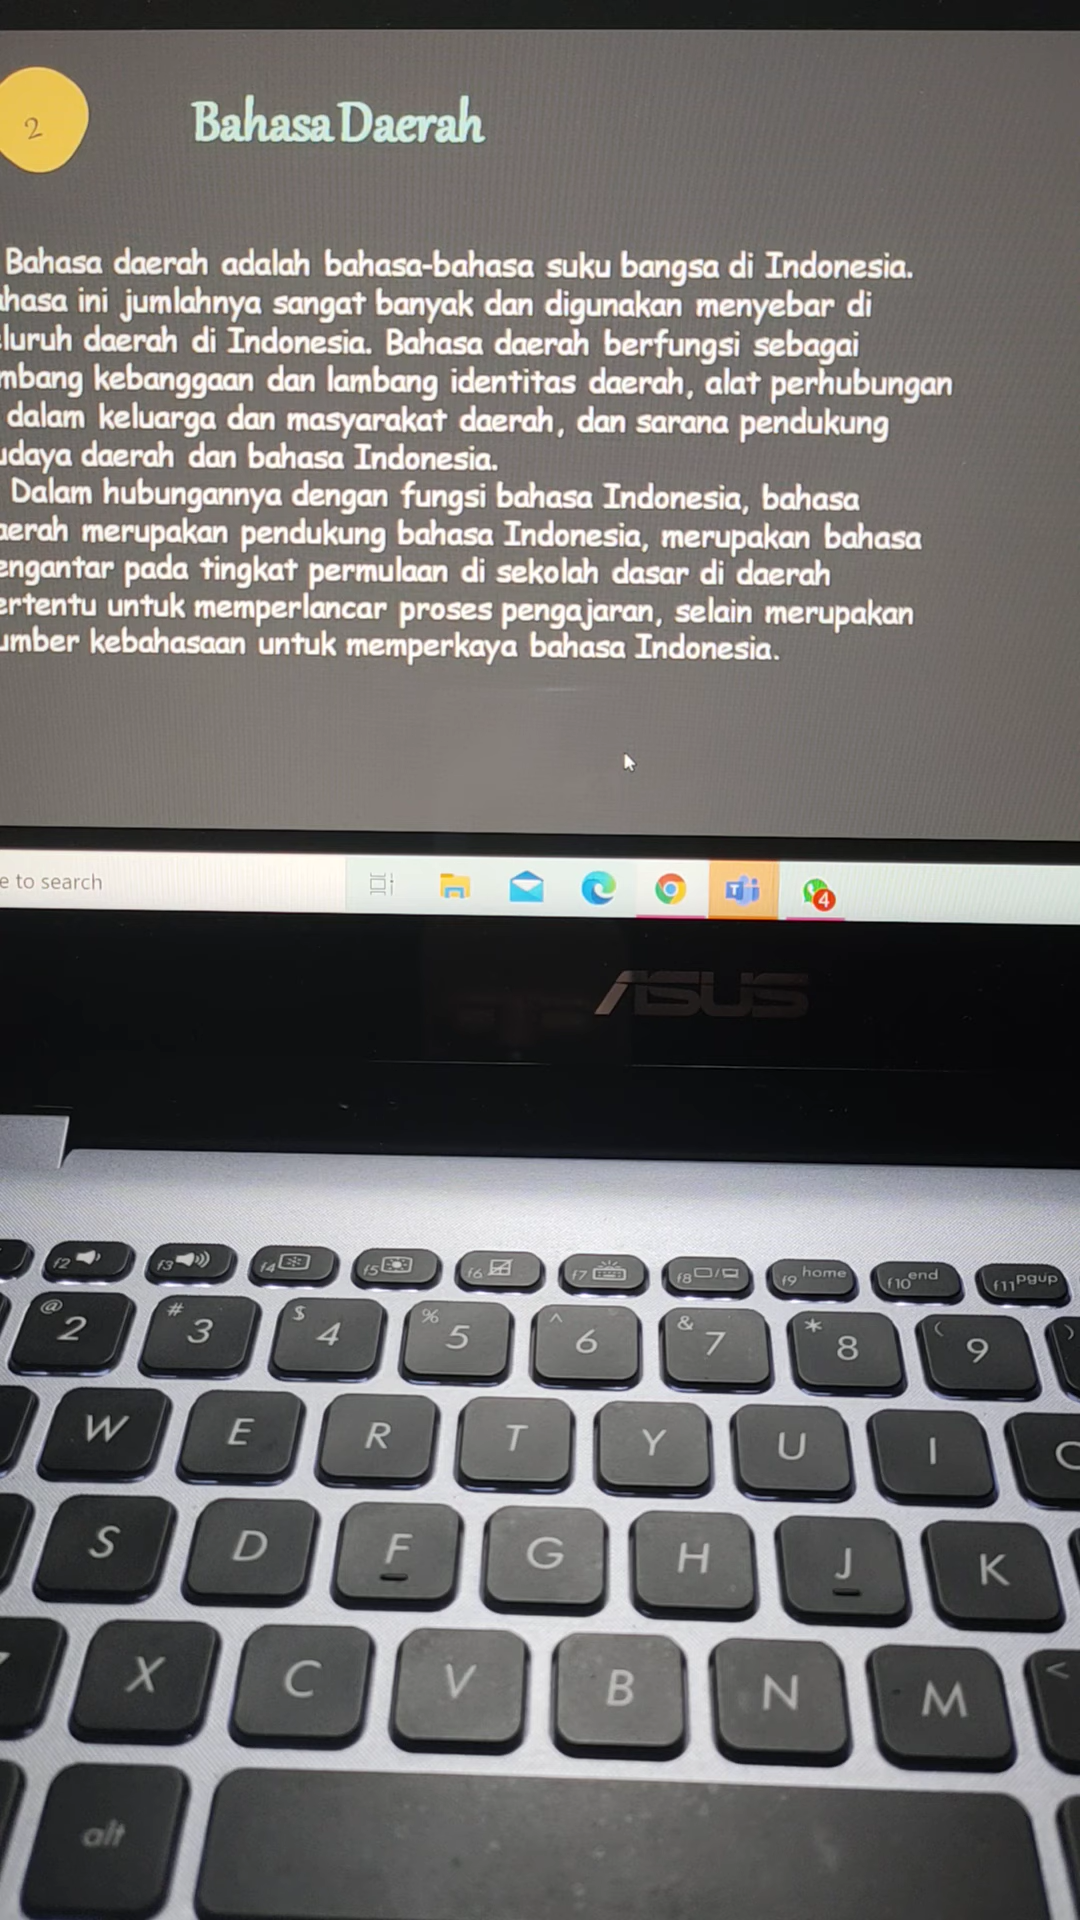 2
Bahasa Daerah
Bahasa daerah adalah bahasa-bahasa suku bangsa di Indonesia.
ahasa ini jumlahnya sangat banyak dan digunakan menyebar di
luruh daerah di Indonesia. Bahasa daerah berfungsi sebagai
mbang kebanggaan dan lambang identitas daerah, alat perhubungan
dalam keluarga dan masyarakat daerah, dan sarana pendukung
udaya daerah dan bahasa Indonesia.
Dalam hubungannya dengan fungsi bahasa Indonesia, bahasa
aerah merupakan pendukung bahasa Indonesia, merupakan bahasa
engantar pada tingkat permulaan di sekolah dasar di daerah
ertentu untuk memperlancar proses pengajaran, selain merupakan
umber kebahasaan untuk memperkaya bahasa Indonesia.
e to search
T
4
ASUS
f2 f3 f4 f5 f6 f7 f8 f9 home f10 end f11 pgup
@ 2 # 3 $ 4 % 5 ^ 6 & 7 * 8 ( 9 )
W E R T Y U I O
S D F G H J K
X C V B N M <
alt